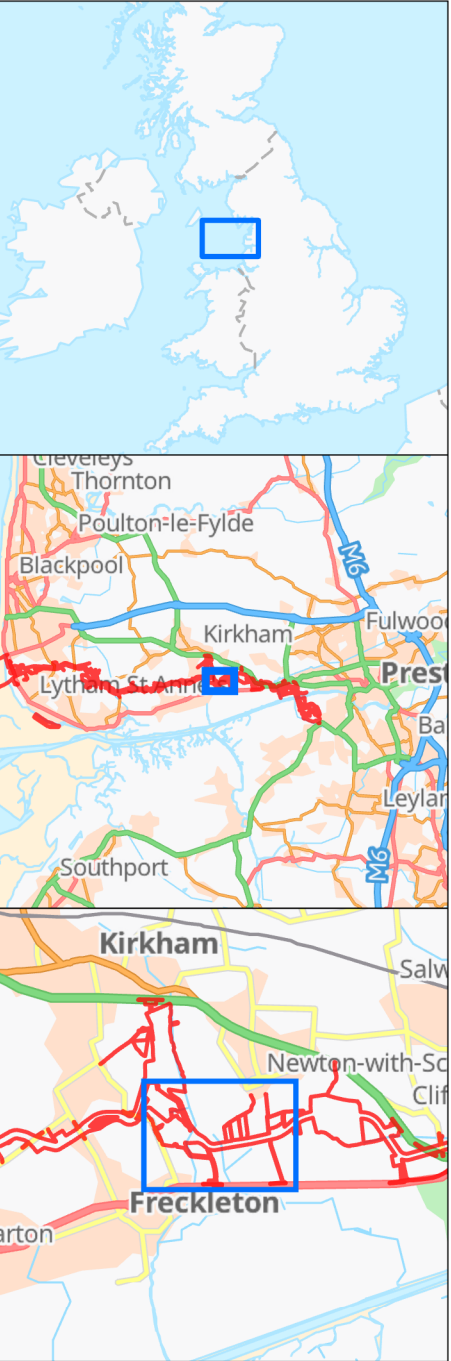 Cleveleys
Thornton
Poulton-le-Fylde
Blackpool
M6
Kirkham
Fulwood
Lytham St Anne
Prest
Ba
Leylar
Southport
M6
Kirkham
Salw
Newton-with-Sc
Clif
Freckleton
arton